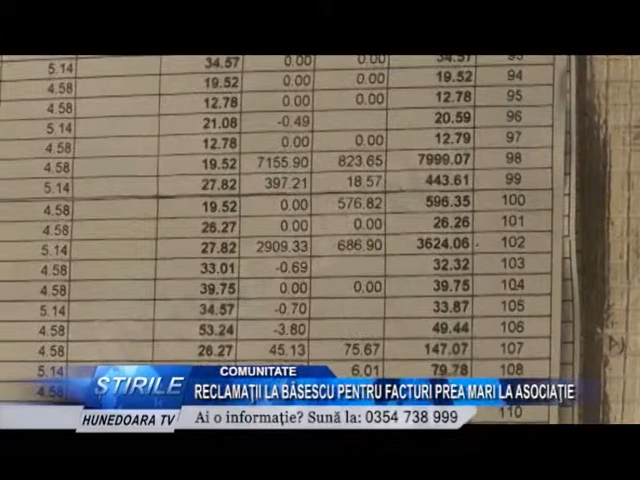 5.14 34.57 0.00 0.00 34.57 93
4.58 19.52 0.00 0.00 19.52 94
4.58 12.78 0.00 0.00 12.78 95
5.14 21.08 -0.49 20.59 96
4.58 12.78 0.00 0.00 12.79 97
4.58 19.52 7155.90 823.65 7999.07 98
5.14 27.82 397.21 18.57 443.61 99
4.58 19.52 0.00 576.82 596.35 100
4.58 26.27 0.00 0.00 26.26 101
5.14 27.82 2909.33 686.90 3624.06 102
4.58 33.01 -0.69 32.32 103
4.58 39.75 0.00 0.00 39.75 104
5.14 34.57 -0.70 33.87 105
4.58 53.24 -3.80 49.44 106
4.58 26.27 45.13 75.67 147.07 107
5.14 6.01 79.78 108
4.58
110
COMUNITATE
ȘTIRILE
RECLAMAȚII LA BĂSESCU PENTRU FACTURI PREA MARI LA ASOCIAȚIE
HUNEDOARA TV
Ai o informație? Sună la: 0354 738 999